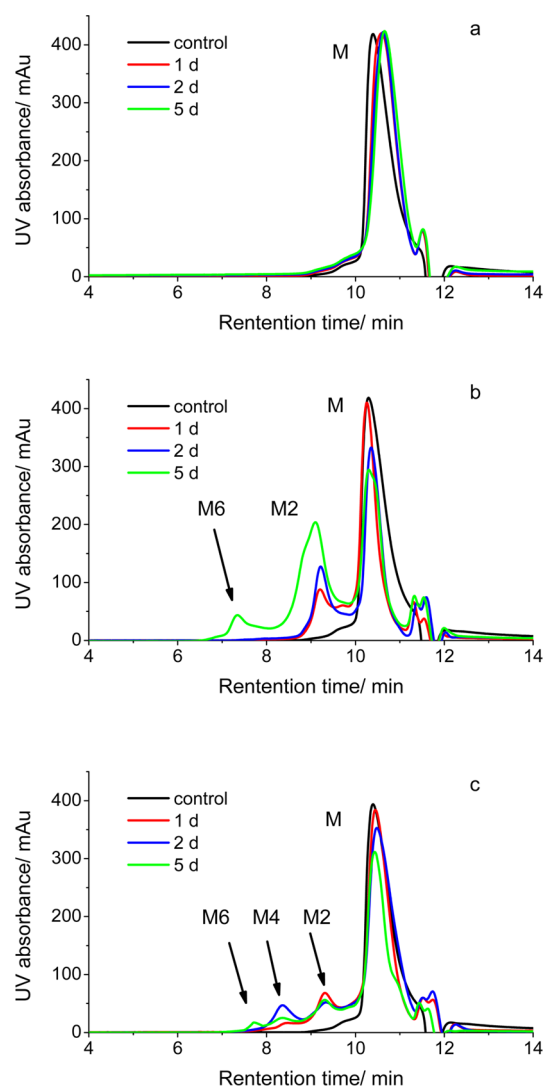 a
400
control
M
1 d
2 d
300
5 d
200
100
0
4
6
8
10
12
14
UV absorbance/ mAu
Rentention time/ min
b
400
control
M
1 d
2 d
300
5 d
M6
M2
200
100
0
4
6
8
10
12
14
UV absorbance/ mAu
Rentention time/ min
c
400
control
M
1 d
2 d
300
5 d
M6
M4
M2
200
100
0
4
6
8
10
12
14
UV absorbance/ mAu
Rentention time/ min